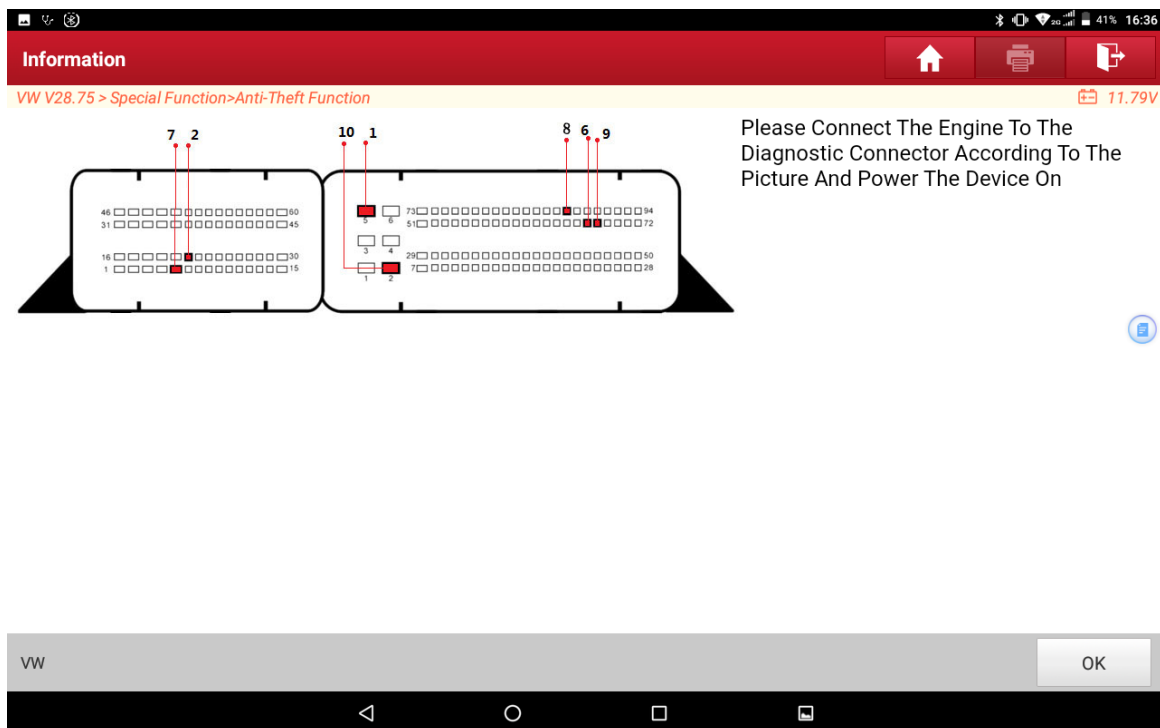 2G 41% 16:36
Information
VW V28.75 > Special Function>Anti-Theft Function 11.79V
7 2 10 1 8 6 9
Please Connect The Engine To The
Diagnostic Connector According To The
Picture And Power The Device On
46 60 5 6 73 94
31 45 51 72
16 30 3 4 29 50
1 15 1 2 7 28
VW OK